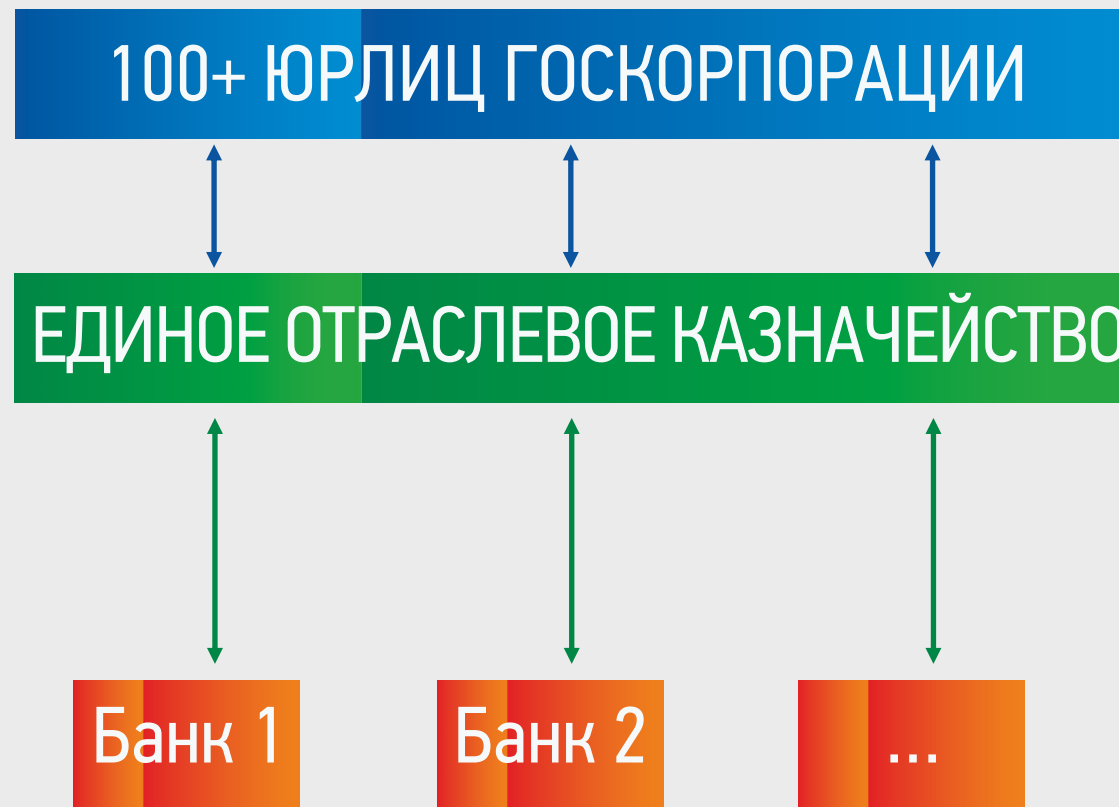 100+ ЮРЛИЦ ГОСКОРПОРАЦИИ
ЕДИНОЕ ОТРАСЛЕВОЕ КАЗНАЧЕЙСТВО
Банк 1
Банк 2
...